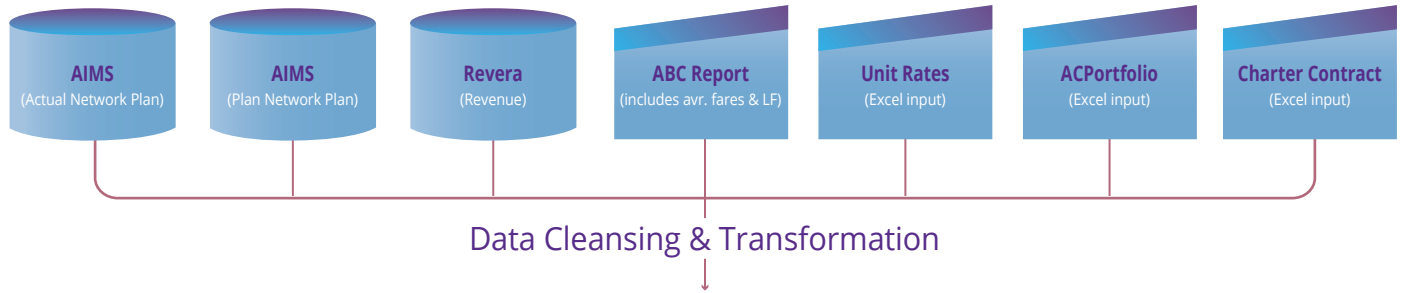 AIMS
(Actual Network Plan)
AIMS
(Plan Network Plan)
Revera
(Revenue)
ABC Report
(includes avr. fares & LF)
Unit Rates
(Excel input)
ACPortfolio
(Excel input)
Charter Contract
(Excel input)
Data Cleansing & Transformation